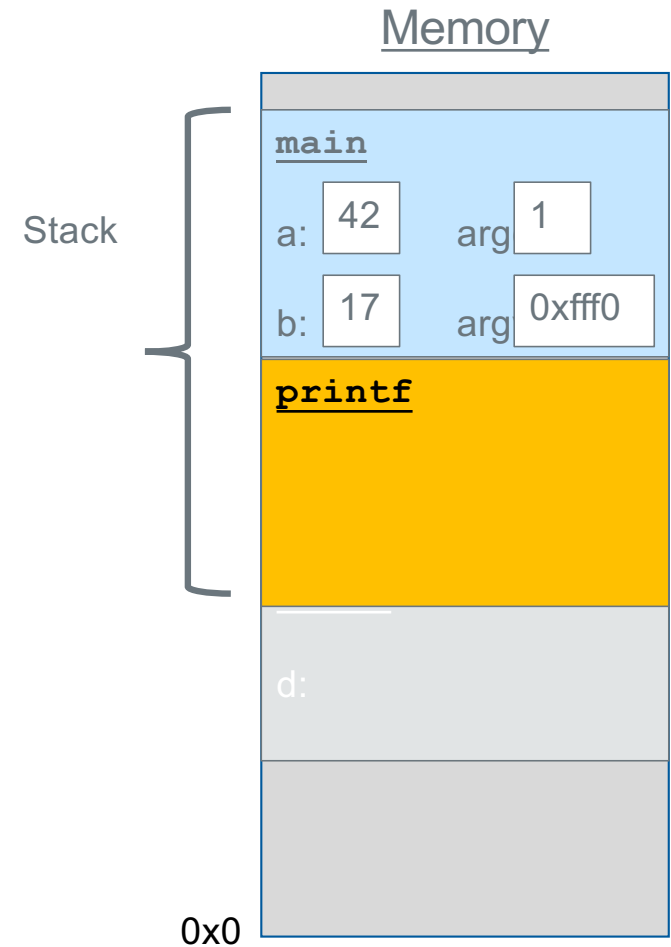 Memory
main
Stack
a: 42 arg 1
b: 17 arg 0xfff0
printf
d:
0x0